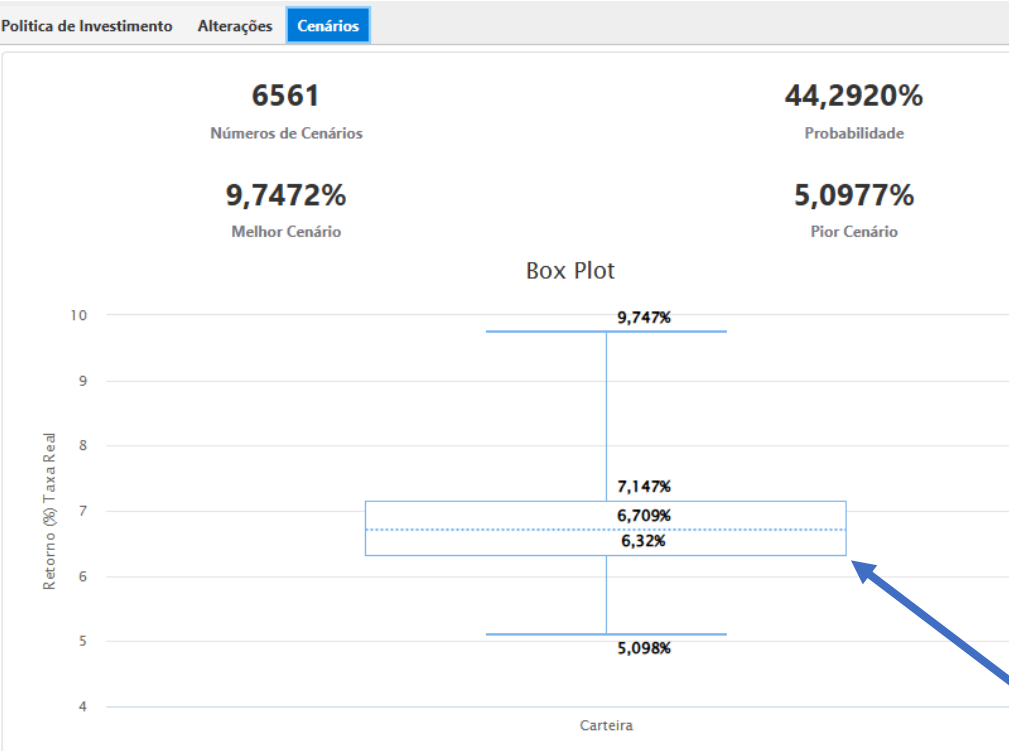 Politica de Investimento Alterações Cenários
6561 44,2920%
Números de Cenários Probabilidade
9,7472% 5,0977%
Melhor Cenário Pior Cenário
Box Plot
Retorno (%) Taxa Real
10
9
8
7
6
5
4
9,747%
7,147%
6,709%
6,32%
5,098%
Carteira